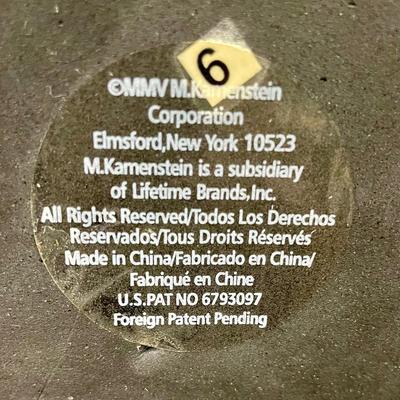 6
©MMV M.Kamenstein
Corporation
Elmsford,New York 10523
M.Kamenstein is a subsidiary
of Lifetime Brands,Inc.
All Rights Reserved/Todos Los Derechos
Reservados/Tous Droits Réservés
Made in China/Fabricado en China/
Fabriqué en Chine
U.S.PAT NO 6793097
Foreign Patent Pending